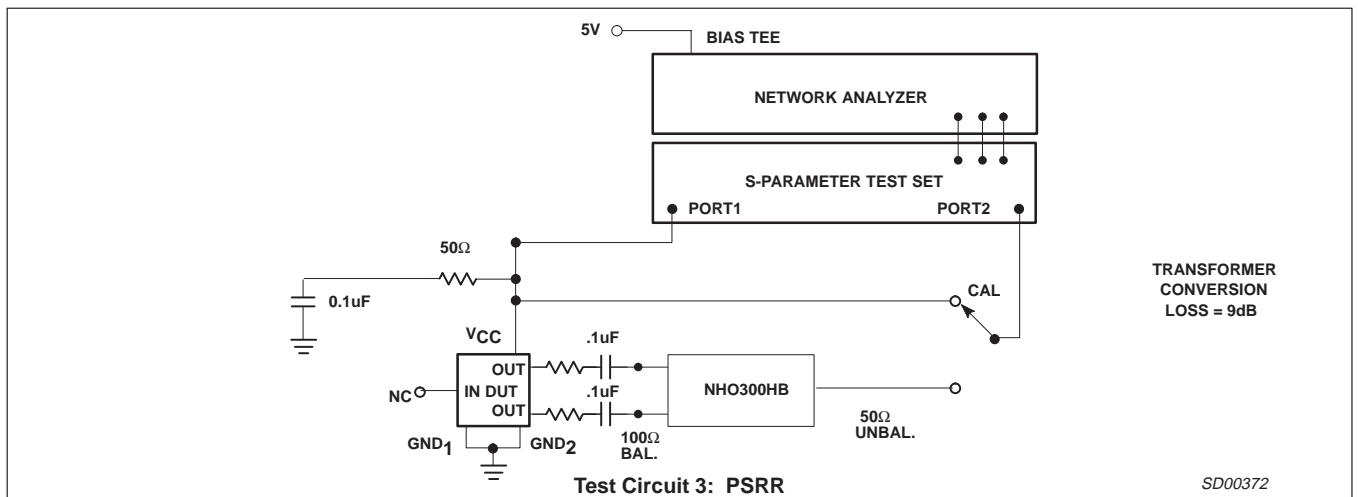 5V
BIAS TEE
NETWORK ANALYZER
S-PARAMETER TEST SET
PORT1
PORT2
50Ω
0.1uF
CAL
TRANSFORMER
CONVERSION
LOSS = 9dB
VCC
.1uF
OUT
NC
IN DUT
.1uF
NHO300HB
OUT
GND1
GND2
100Ω
BAL.
50Ω
UNBAL.
Test Circuit 3: PSRR
SD00372